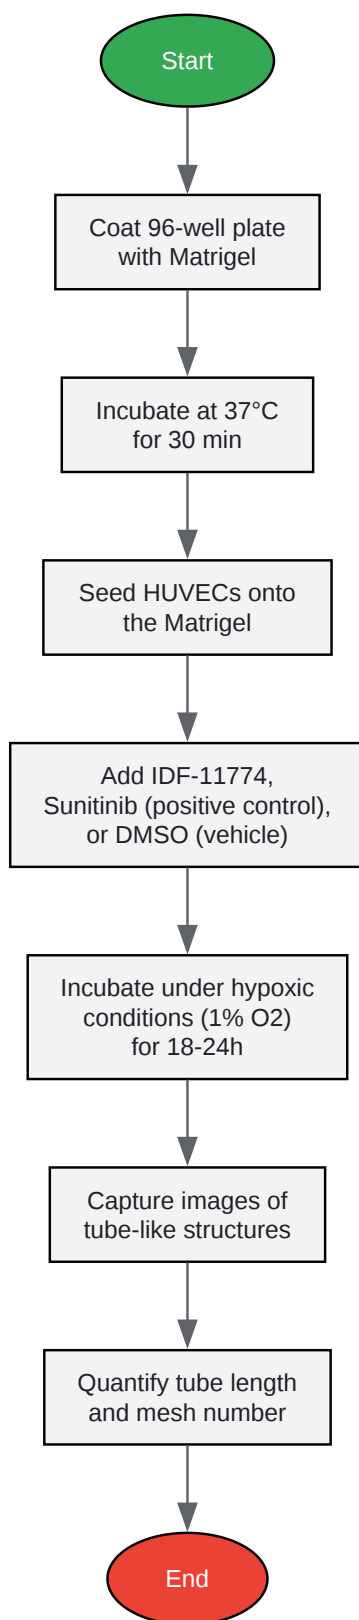 Start
Coat 96-well plate
with Matrigel
Incubate at 37°C
for 30 min
Seed HUVECs onto
the Matrigel
Add IDF-11774,
Sunitinib (positive control),
or DMSO (vehicle)
Incubate under hypoxic
conditions (1% O2)
for 18-24h
Capture images of
tube-like structures
Quantify tube length
and mesh number
End